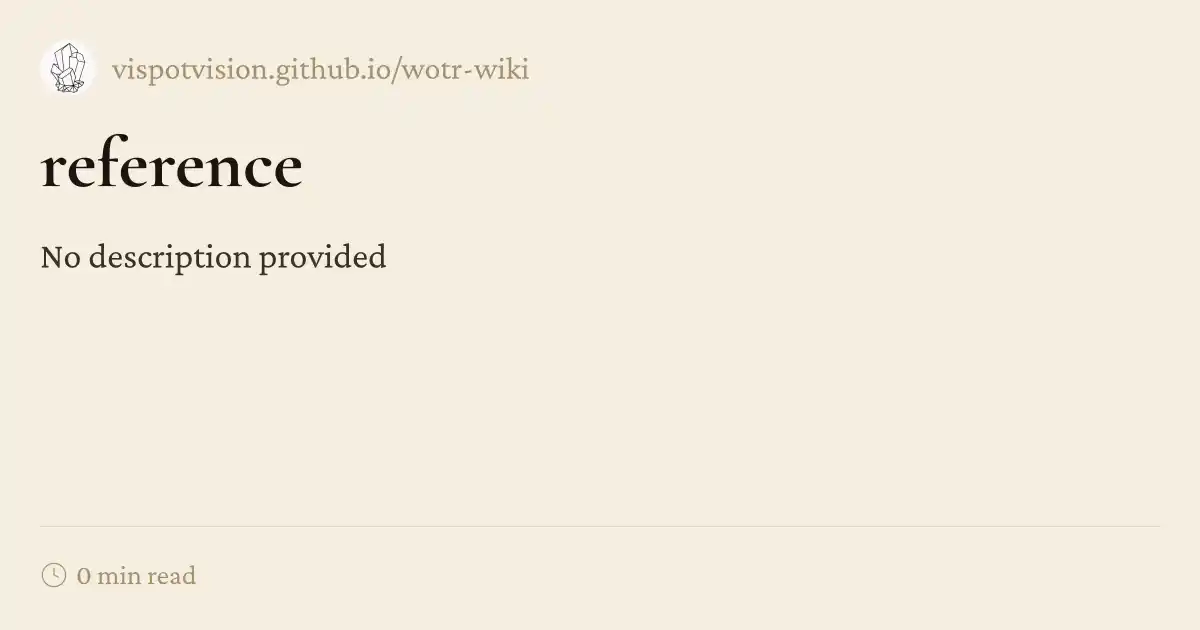 vispotvision.github.io/wotr-wiki
reference
No description provided
0 min read